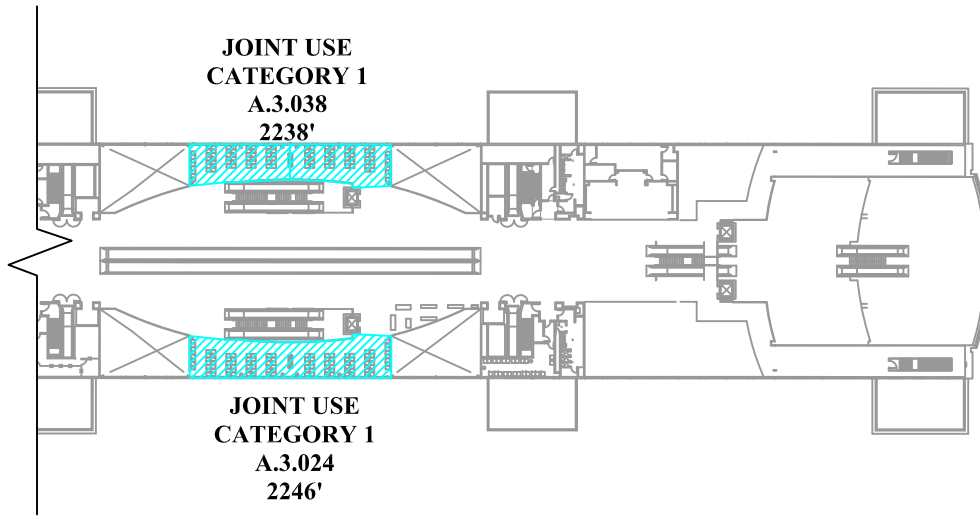 JOINT USE
CATEGORY 1
A.3.038
2238'
JOINT USE
CATEGORY 1
A.3.024
2246'